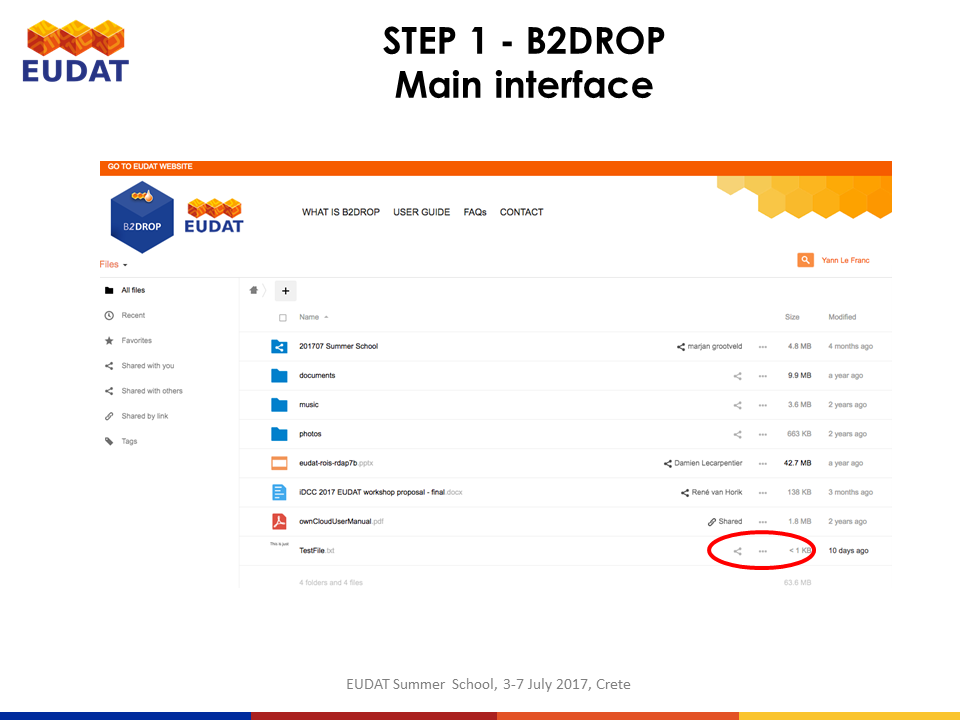 EUDAT
STEP 1 - B2DROP
Main interface
GO TO EUDAT WEBSITE
B2DROP
EUDAT
WHAT IS B2DROP USER GUIDE FAQs CONTACT
Files
Yann Le Franc
All files
Recent
Favorites
Shared with you
Shared with others
Shared by link
Tags
+
Name Size Modified
201707 Summer School marjan grootveld ... 4.8 MB 4 months ago
documents ... 9.9 MB a year ago
music ... 3.6 MB 2 years ago
photos ... 663 KB 2 years ago
eudat-rois-rdap7b.pptx Damien Lecarpentier ... 42.7 MB a year ago
iDCC 2017 EUDAT workshop proposal - final.docx René van Horik ... 138 KB 3 months ago
ownCloudUserManual.pdf Shared ... 1.8 MB 2 years ago
This is just TestFile.txt ... < 1 KB 10 days ago
4 folders and 4 files 63.6 MB
EUDAT Summer School, 3-7 July 2017, Crete